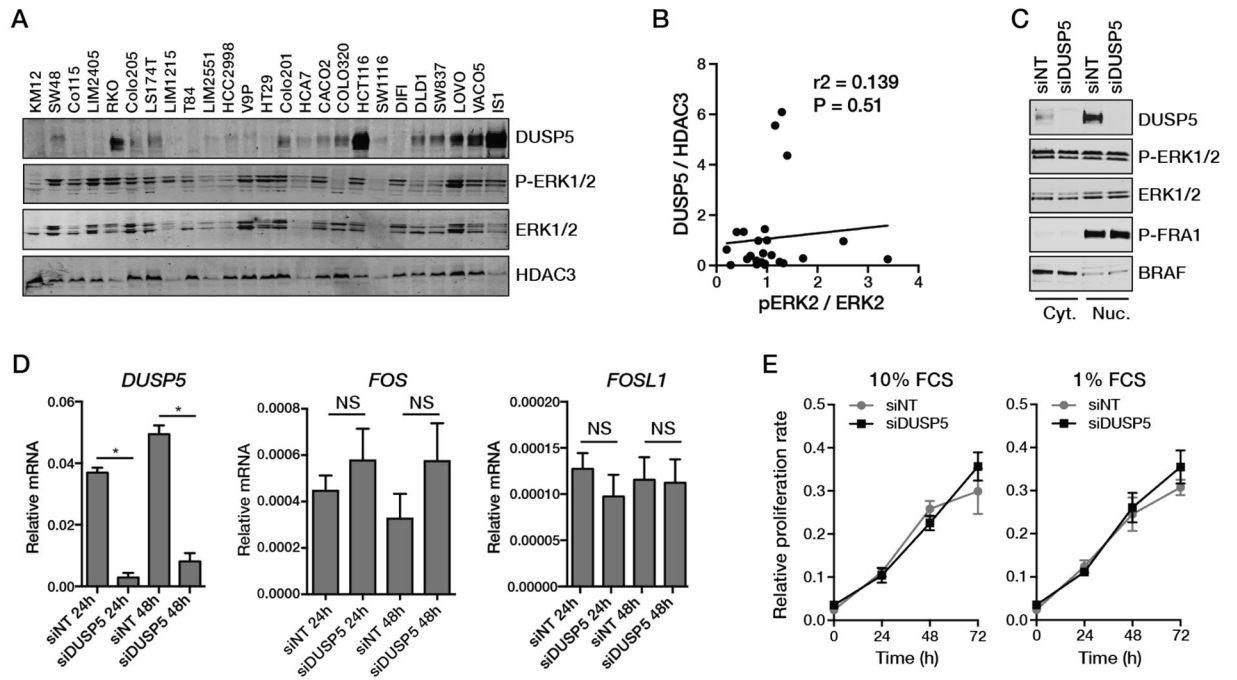 A
KM12
SW48
Co115
LIM2405
RKO
Colo205
LS174T
LIM1215
T84
LIM2551
HCC2998
V9P
HT29
Colo201
HCA7
CACO2
COLO320
HCT116
SW1116
DIFI
DLD1
SW837
LOVO
VACO5
IS1
DUSP5
P-ERK1/2
ERK1/2
HDAC3
B
DUSP5 / HDAC3
8
6
4
2
0
r2 = 0.139
P = 0.51
0 1 2 3 4
pERK2 / ERK2
C
siNT
siDUSP5
siNT
siDUSP5
DUSP5
P-ERK1/2
ERK1/2
P-FRA1
BRAF
Cyt. Nuc.
D
DUSP5
Relative mRNA
0.06
0.04
0.02
0.00
*
*
siNT 24h
siDUSP5 24h
siNT 48h
siDUSP5 48h
FOS
Relative mRNA
0.0008
0.0006
0.0004
0.0002
0.0000
NS NS
siNT 24h
siDUSP5 24h
siNT 48h
siDUSP5 48h
FOSL1
Relative mRNA
0.00020
0.00015
0.00010
0.00005
0.00000
NS NS
siNT 24h
siDUSP5 24h
siNT 48h
siDUSP5 48h
E
10% FCS
Relative proliferation rate
0.5
0.4
0.3
0.2
0.1
0.0
siNT
siDUSP5
0 24 48 72
Time (h)
1% FCS
0.5
0.4
0.3
0.2
0.1
0.0
siNT
siDUSP5
0 24 48 72
Time (h)